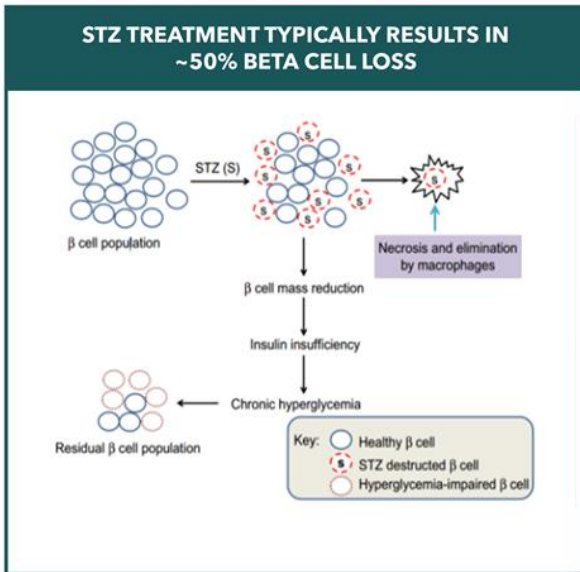 STZ TREATMENT TYPICALLY RESULTS IN
~50% BETA CELL LOSS
STZ (S)
S
S
S
S
S
S
S
S
S
β cell population
Necrosis and elimination
by macrophages
β cell mass reduction
Insulin insufficiency
Chronic hyperglycemia
Residual β cell population
Key:
Healthy β cell
S
STZ destructed β cell
Hyperglycemia-impaired β cell